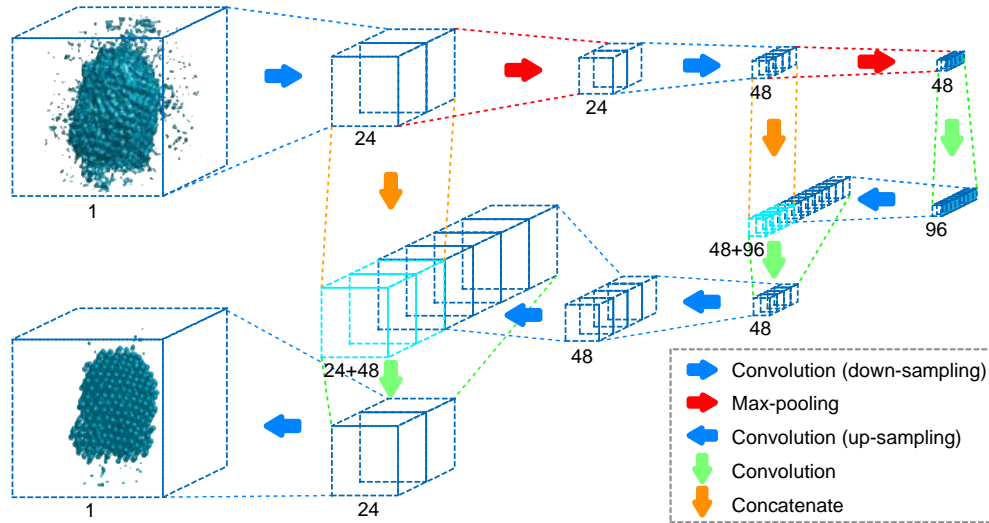 1
24
24
48
48
48+96
96
24+48
48
48
1
24
Convolution (down-sampling)
Max-pooling
Convolution (up-sampling)
Convolution
Concatenate